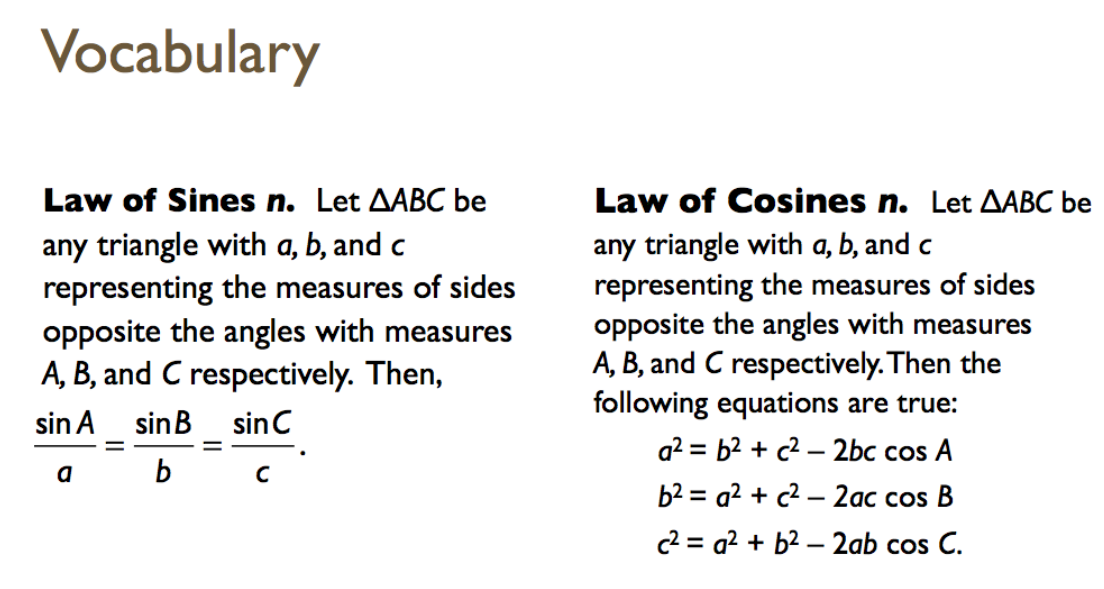 Vocabulary
Law of Sines n. Let ΔABC be
any triangle with a, b, and c
representing the measures of sides
opposite the angles with measures
A, B, and C respectively. Then,
sin A / a = sin B / b = sin C / c .
Law of Cosines n. Let ΔABC be
any triangle with a, b, and c
representing the measures of sides
opposite the angles with measures
A, B, and C respectively. Then the
following equations are true:
a² = b² + c² – 2bc cos A
b² = a² + c² – 2ac cos B
c² = a² + b² – 2ab cos C.